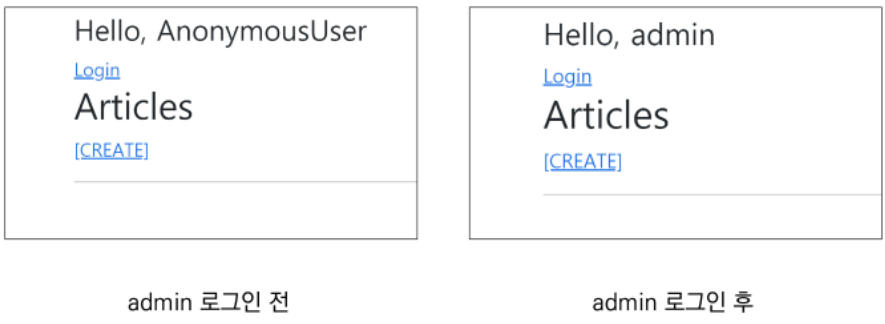 Hello, AnonymousUser
Login
Articles
[CREATE]
admin 로그인 전
Hello, admin
Login
Articles
[CREATE]
admin 로그인 후